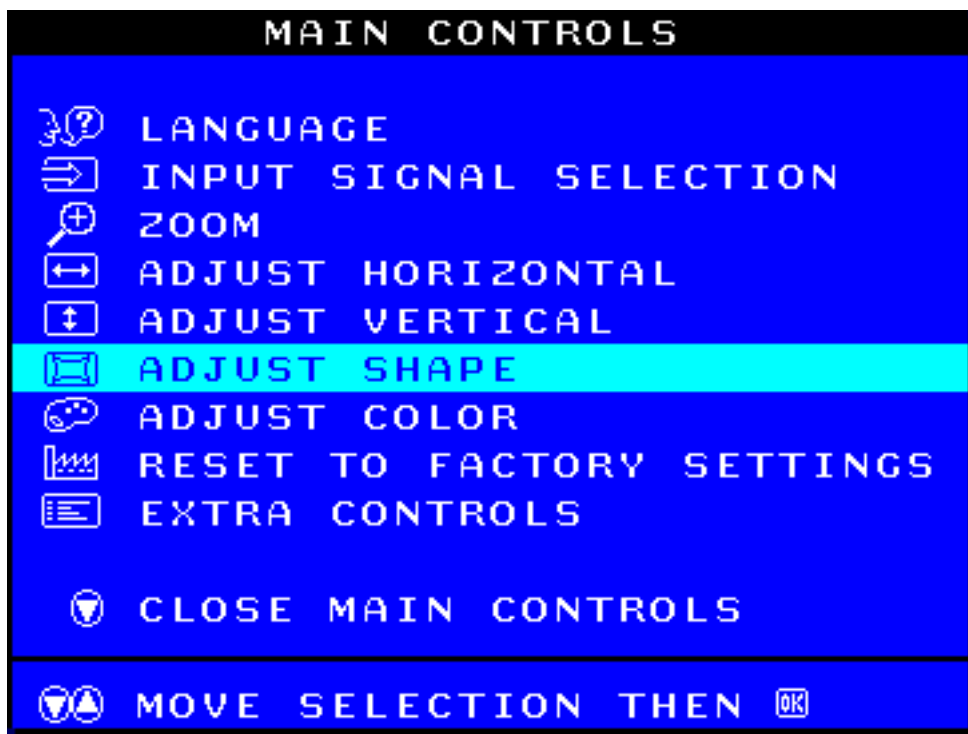 MAIN CONTROLS
LANGUAGE
INPUT SIGNAL SELECTION
ZOOM
ADJUST HORIZONTAL
ADJUST VERTICAL
ADJUST SHAPE
ADJUST COLOR
RESET TO FACTORY SETTINGS
EXTRA CONTROLS
CLOSE MAIN CONTROLS
MOVE SELECTION THEN OK